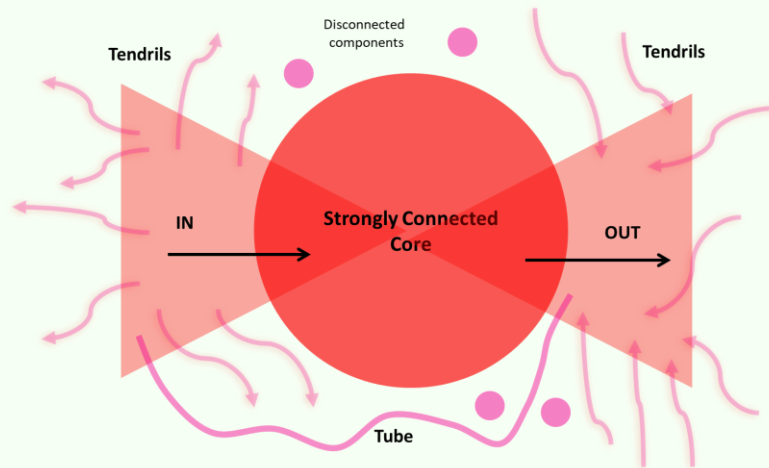 Disconnected
components
Tendrils
Tendrils
IN
Strongly Connected
Core
OUT
Tube